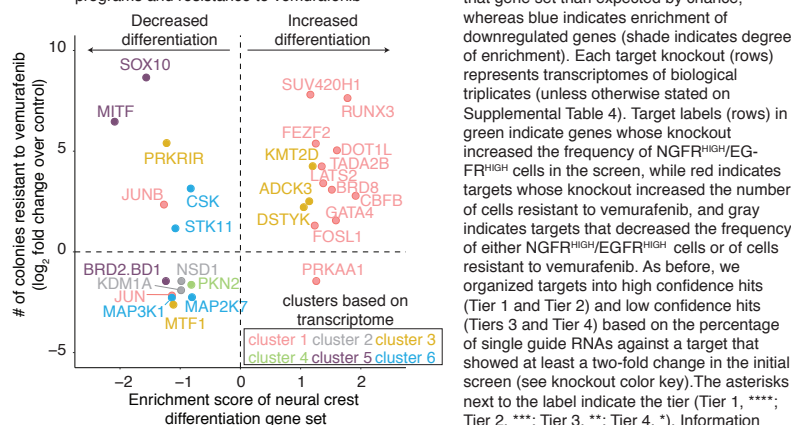 programs and resistance to vemurafenib
Decreased
differentiation
Increased
differentiation
# of colonies resistant to vemurafenib
(log2 fold change over control)
10
5
0
−5
SOX10
MITF
PRKRIR
JUNB
CSK
STK11
SUV420H1
RUNX3
FEZF2
DOT1L
KMT2D
TADA2B
LATS2
ADCK3
BRD8
CBFB
DSTYK
GATA4
FOSL1
BRD2.BD1
NSD1
KDM1A
PKN2
JUN
MAP3K1
MAP2K7
MTF1
PRKAA1
clusters based on
transcriptome
cluster 1 cluster 2 cluster 3
cluster 4 cluster 5 cluster 6
−2 −1 0 1 2
Enrichment score of neural crest
differentiation gene set
that gene set than expected by chance,
whereas blue indicates enrichment of
downregulated genes (shade indicates degree
of enrichment). Each target knockout (rows)
represents transcriptomes of biological
triplicates (unless otherwise stated on
Supplemental Table 4). Target labels (rows) in
green indicate genes whose knockout
increased the frequency of NGFRHIGH/EG-
FRHIGH cells in the screen, while red indicates
targets whose knockout increased the number
of cells resistant to vemurafenib, and gray
indicates targets that decreased the frequency
of either NGFRHIGH/EGFRHIGH cells or of cells
resistant to vemurafenib. As before, we
organized targets into high confidence hits
(Tier 1 and Tier 2) and low confidence hits
(Tiers 3 and Tier 4) based on the percentage
of single guide RNAs against a target that
showed at least a two-fold change in the initial
screen (see knockout color key).The asterisks
next to the label indicate the tier (Tier 1, ****;
Tier 2, ***; Tier 3, **; Tier 4, *). Information